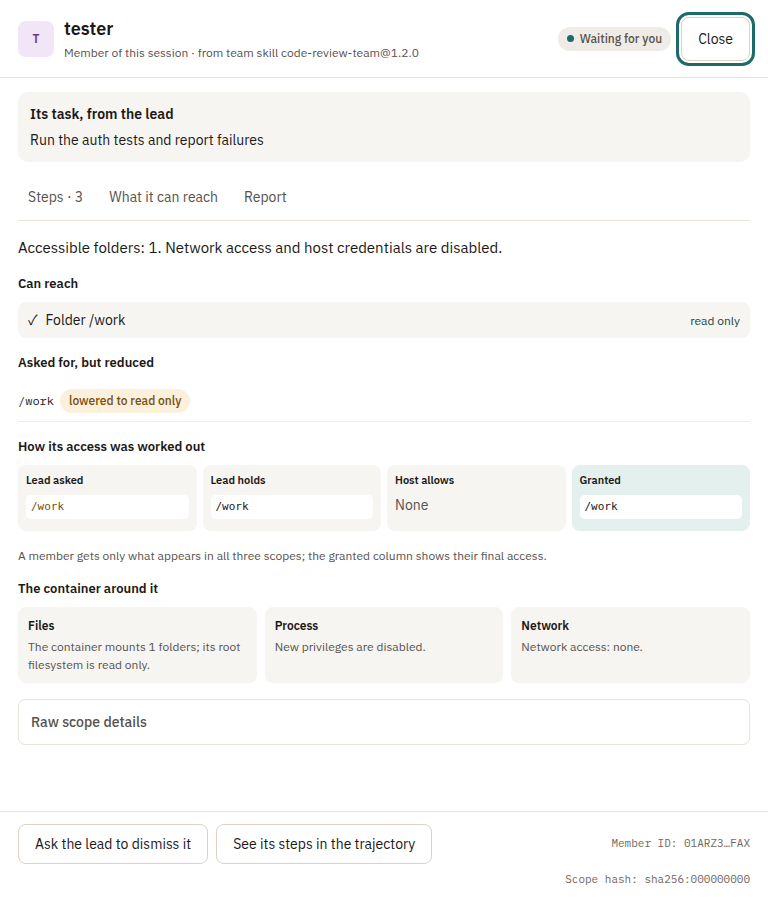 T
tester
Member of this session · from team skill code-review-team@1.2.0
Waiting for you
Close
Its task, from the lead
Run the auth tests and report failures
Steps · 3
What it can reach
Report
Accessible folders: 1. Network access and host credentials are disabled.
Can reach
✓ Folder /work
read only
Asked for, but reduced
/work lowered to read only
How its access was worked out
Lead asked
/work
Lead holds
/work
Host allows
None
Granted
/work
A member gets only what appears in all three scopes; the granted column shows their final access.
The container around it
Files
The container mounts 1 folders; its root
filesystem is read only.
Process
New privileges are disabled.
Network
Network access: none.
Raw scope details
Ask the lead to dismiss it
See its steps in the trajectory
Member ID: 01ARZ3…FAX
Scope hash: sha256:000000000